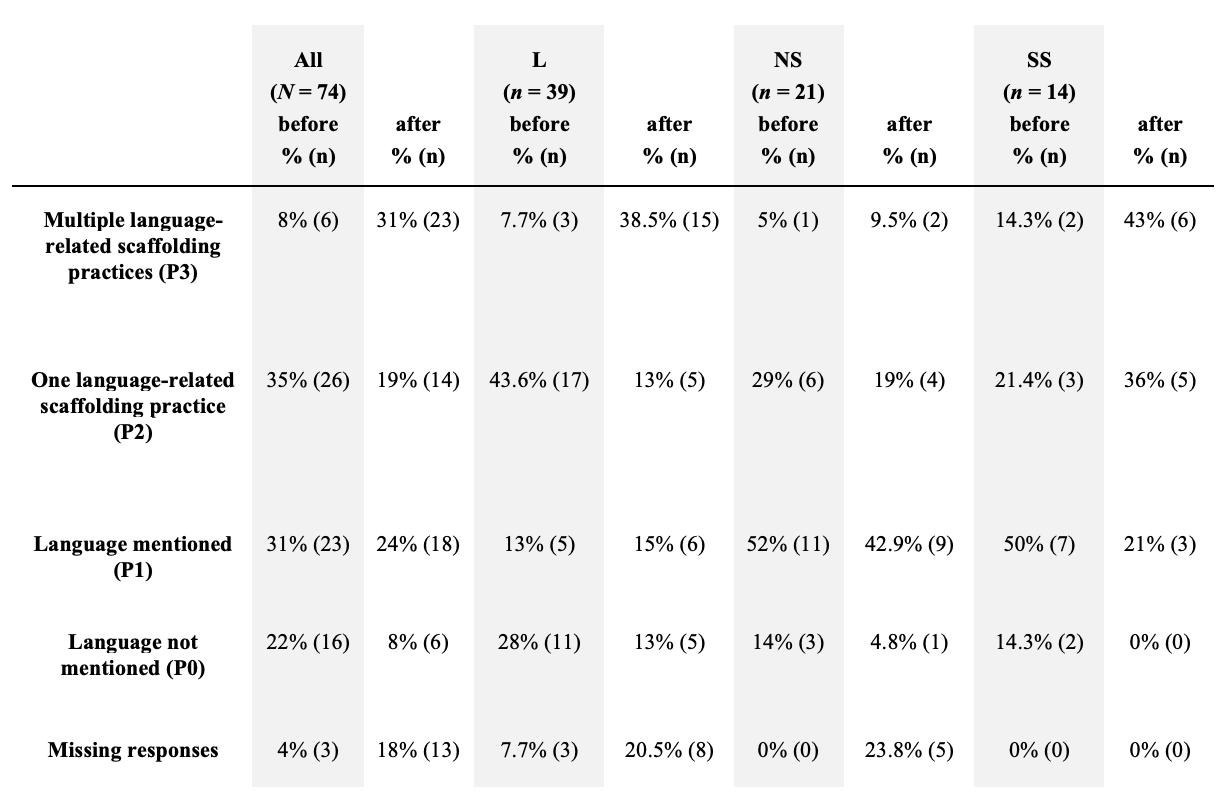 All L NS SS
(N = 74) (n = 39) (n = 21) (n = 14)
before after before after before after before after
% (n) % (n) % (n) % (n) % (n) % (n) % (n) % (n)
Multiple language- 8% (6) 31% (23) 7.7% (3) 38.5% (15) 5% (1) 9.5% (2) 14.3% (2) 43% (6)
related scaffolding
practices (P3)
One language-related 35% (26) 19% (14) 43.6% (17) 13% (5) 29% (6) 19% (4) 21.4% (3) 36% (5)
scaffolding practice
(P2)
Language mentioned 31% (23) 24% (18) 13% (5) 15% (6) 52% (11) 42.9% (9) 50% (7) 21% (3)
(P1)
Language not 22% (16) 8% (6) 28% (11) 13% (5) 14% (3) 4.8% (1) 14.3% (2) 0% (0)
mentioned (P0)
Missing responses 4% (3) 18% (13) 7.7% (3) 20.5% (8) 0% (0) 23.8% (5) 0% (0) 0% (0)